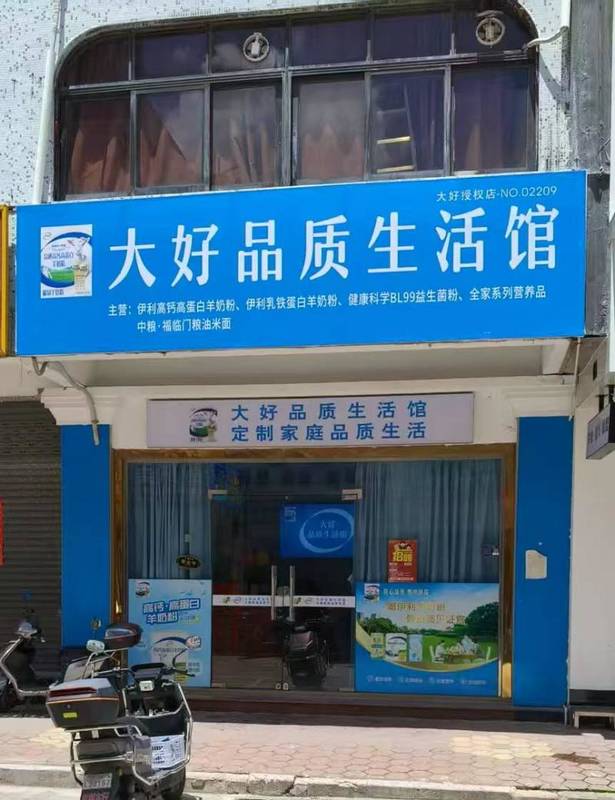 大好授权店-NO.02209
大好品质生活馆
主营：伊利高钙高蛋白羊奶粉、伊利乳铁蛋白羊奶粉、健康科学BL99益生菌粉、全家系列营养品
中粮·福临门粮油米面
大好品质生活馆
定制家庭品质生活
大好
品质生活馆
招
高钙·高蛋白
羊奶粉